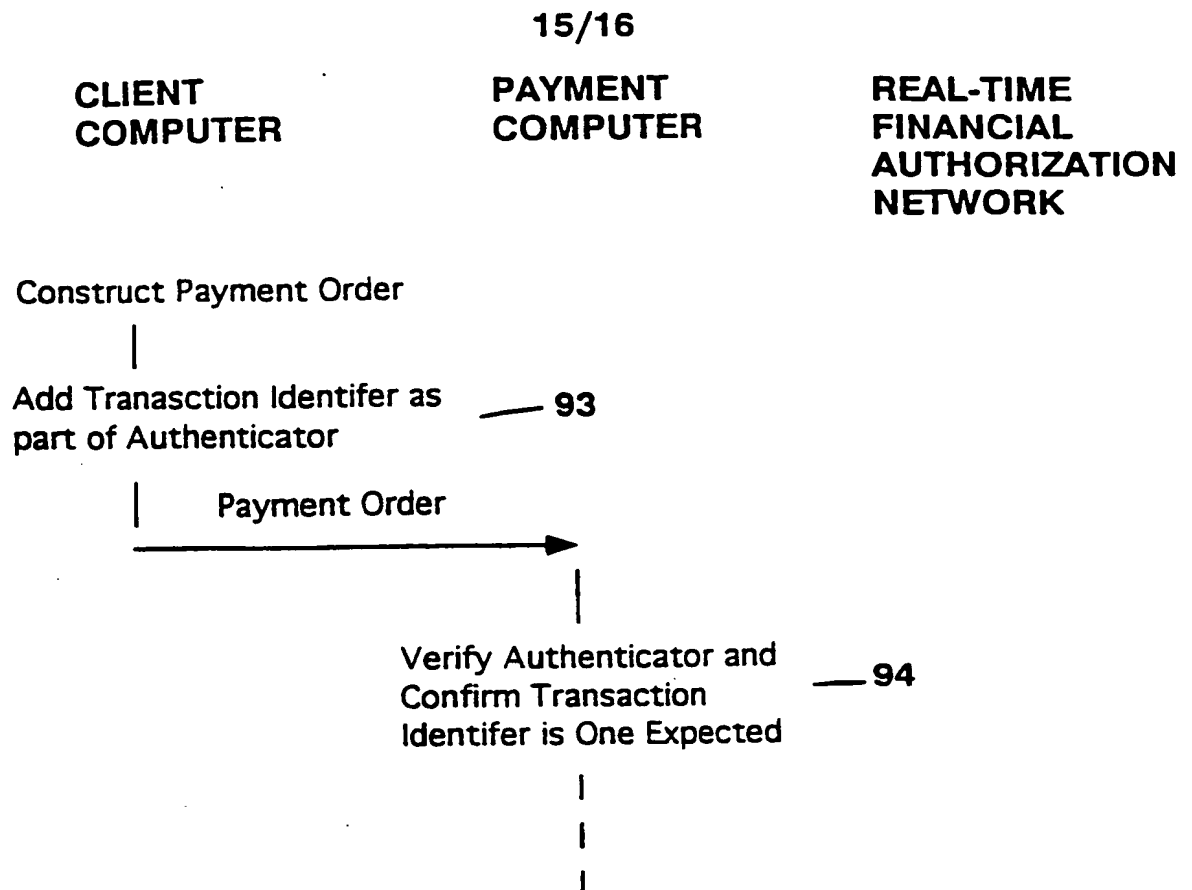 15/16
CLIENT
COMPUTER
PAYMENT
COMPUTER
REAL-TIME
FINANCIAL
AUTHORIZATION
NETWORK
Construct Payment Order
Add Tranasction Identifer as
part of Authenticator
93
Payment Order
Verify Authenticator and
Confirm Transaction
Identifer is One Expected
94